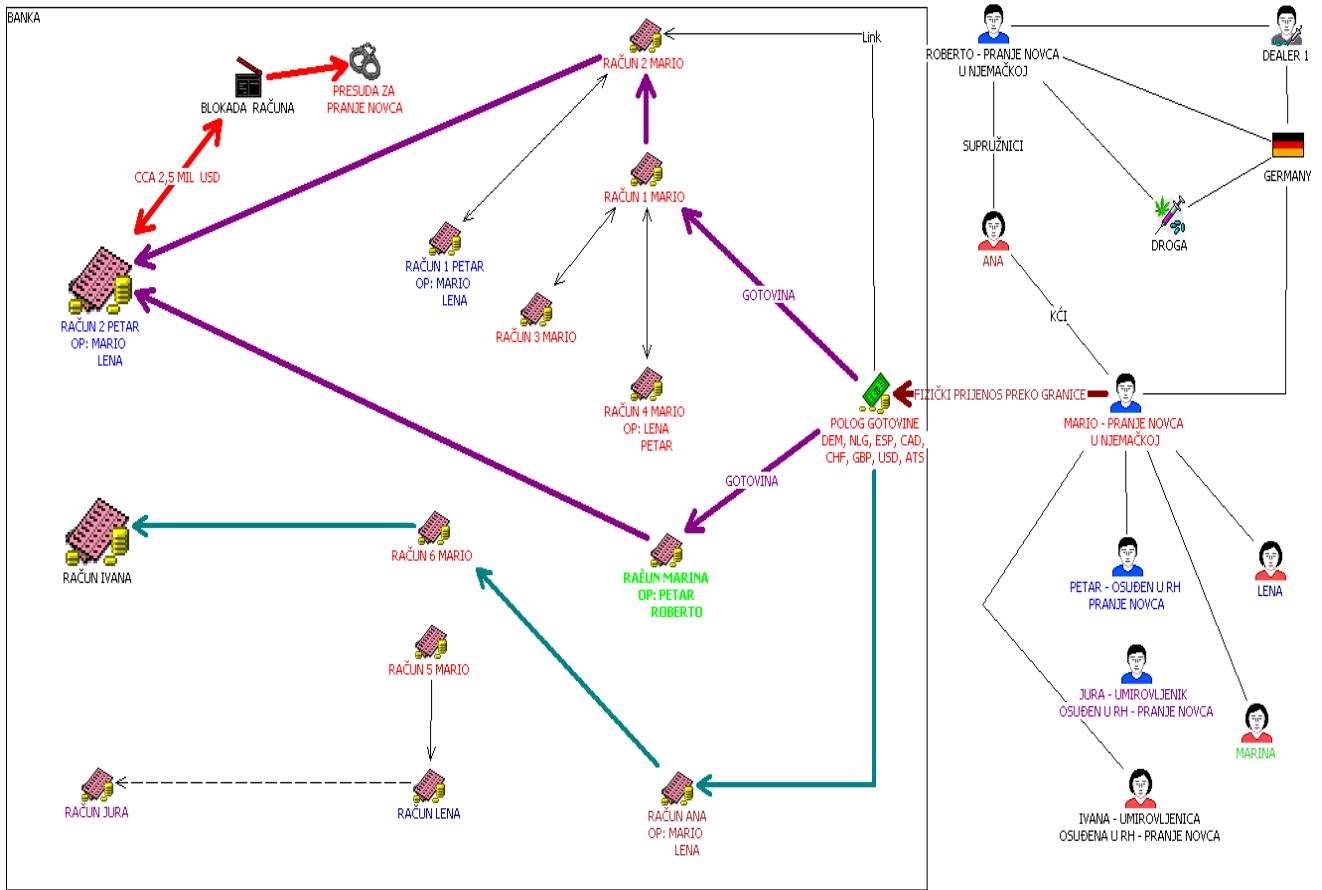 BANKA
RAČUN 2 MARIO
Link
BLOKADA RAČUNA
PRESUDA ZA
PRANJE NOVCA
CCA 2,5 MIL USD
RAČUN 1 MARIO
RAČUN 1 PETAR
OP: MARIO
LENA
RAČUN 2 PETAR
OP: MARIO
LENA
RAČUN 3 MARIO
GOTOVINA
RAČUN 4 MARIO
OP: LENA
PETAR
POLOG GOTOVINE
DEM, NLG, ESP, CAD,
CHF, GBP, USD, ATS
GOTOVINA
RAČUN IVANA
RAČUN 6 MARIO
RAÈUN MARINA
OP: PETAR
ROBERTO
RAČUN 5 MARIO
RAČUN JURA
RAČUN LENA
RAČUN ANA
OP: MARIO
LENA
ROBERTO - PRANJE NOVCA
U NJEMAČKOJ
DEALER 1
SUPRUŽNICI
GERMANY
DROGA
ANA
KĆI
FIZIČKI PRIJENOS PREKO GRANICE
MARIO - PRANJE NOVCA
U NJEMAČKOJ
PETAR - OSUĐEN U RH
PRANJE NOVCA
LENA
JURA - UMIROVLJENIK
OSUĐEN U RH - PRANJE NOVCA
MARINA
IVANA - UMIROVLJENICA
OSUĐENA U RH - PRANJE NOVCA